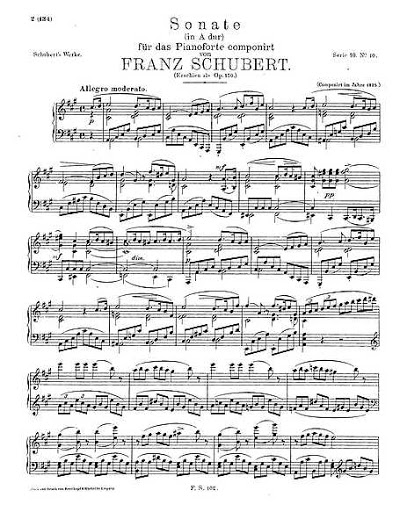 2 (134)
Sonate
(in A dur)
für das Pianoforte componirt
von
Schubert's Werke.
FRANZ SCHUBERT.
Serie 10. Nº 10.
(Erschien als Op. 120.)
(Componirt im Jahre 1825.)
Allegro moderato.
p
pp
mf
dim.
p
F. S. 102.